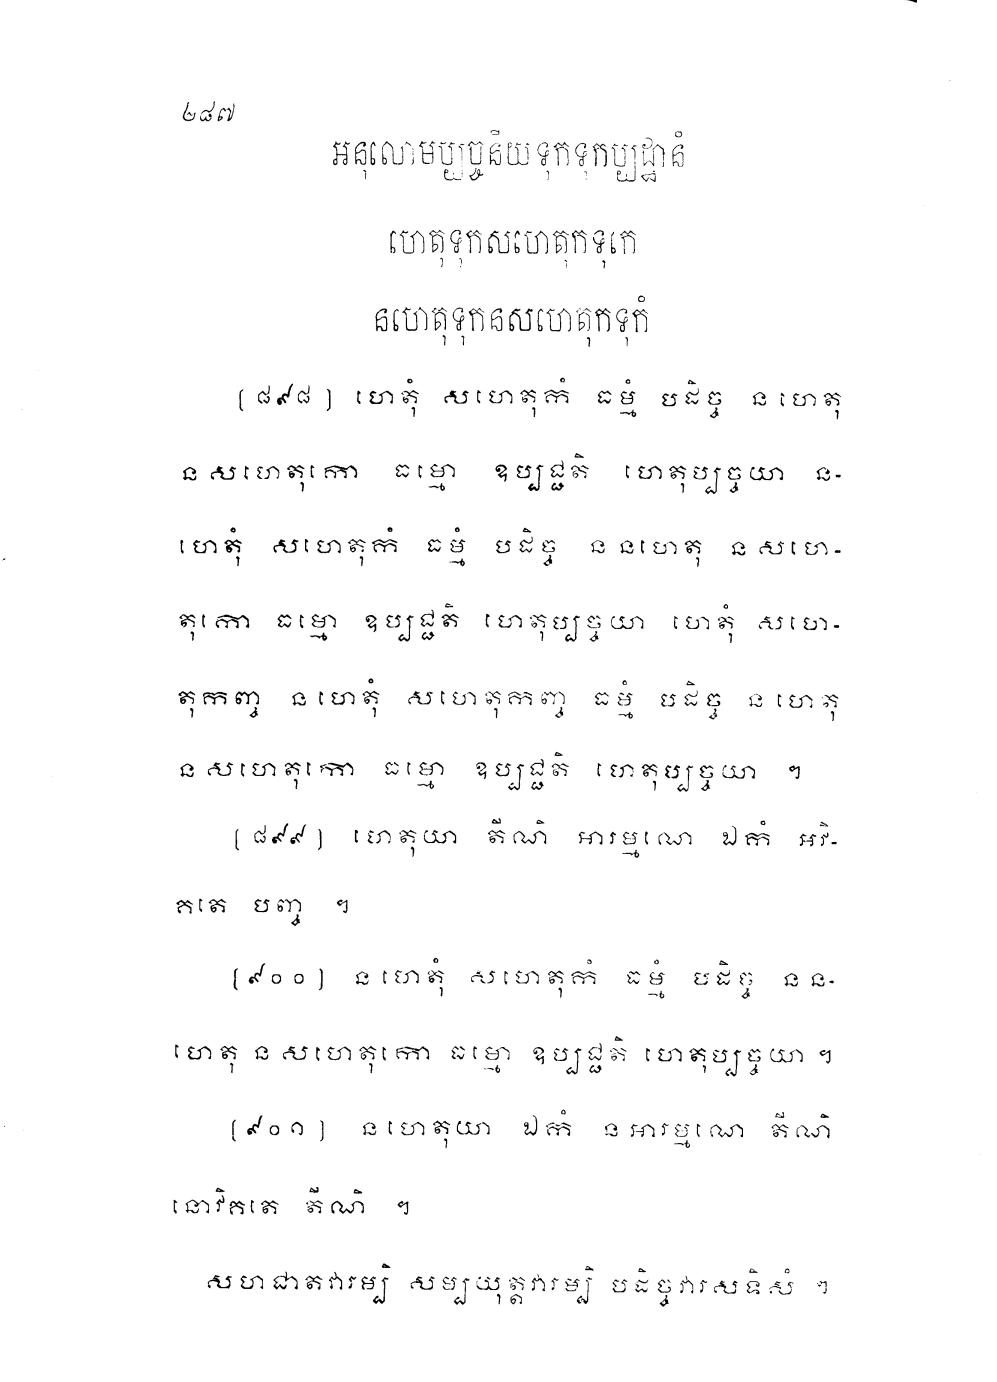 ២៨៧
អនុលោមប្បច្ចនីយទុកទុកប្បដ្ឋានំ
ហេតុទុកសហេតុកទុកេ
នហេតុទុកនសហេតុកទុកំ
(៨៩៨) ហេតុំ សហេតុកំ ធម្មំ បដិច្ច នហេតុ
នសហេតុកោ ធម្មោ ឧប្បជ្ជតិ ហេតុប្បច្ចយា ន-
ហេតុំ សហេតុកំ ធម្មំ បដិច្ច ននហេតុ នសហេ-
តុកោ ធម្មោ ឧប្បជ្ជតិ ហេតុប្បច្ចយា ហេតុំ សហេ-
តុកញ្ច នហេតុំ សហេតុកញ្ច ធម្មំ បដិច្ច នហេតុ
នសហេតុកោ ធម្មោ ឧប្បជ្ជតិ ហេតុប្បច្ចយា ។
(៨៩៩) ហេតុយា តីណិ អារម្មណេ ឯកំ អវិ-
កតេ បញ្ច ។
(៩០០) នហេតុំ សហេតុកំ ធម្មំ បដិច្ច នន-
ហេតុ នសហេតុកោ ធម្មោ ឧប្បជ្ជតិ ហេតុប្បច្ចយា ។
(៩០១) នហេតុយា ឯកំ នអារម្មណេ តីណិ
នោវិគតេ តីណិ ។
សហជាតវារម្បិ សម្បយុត្តវារម្បិ បដិច្ចវារសទិសំ ។